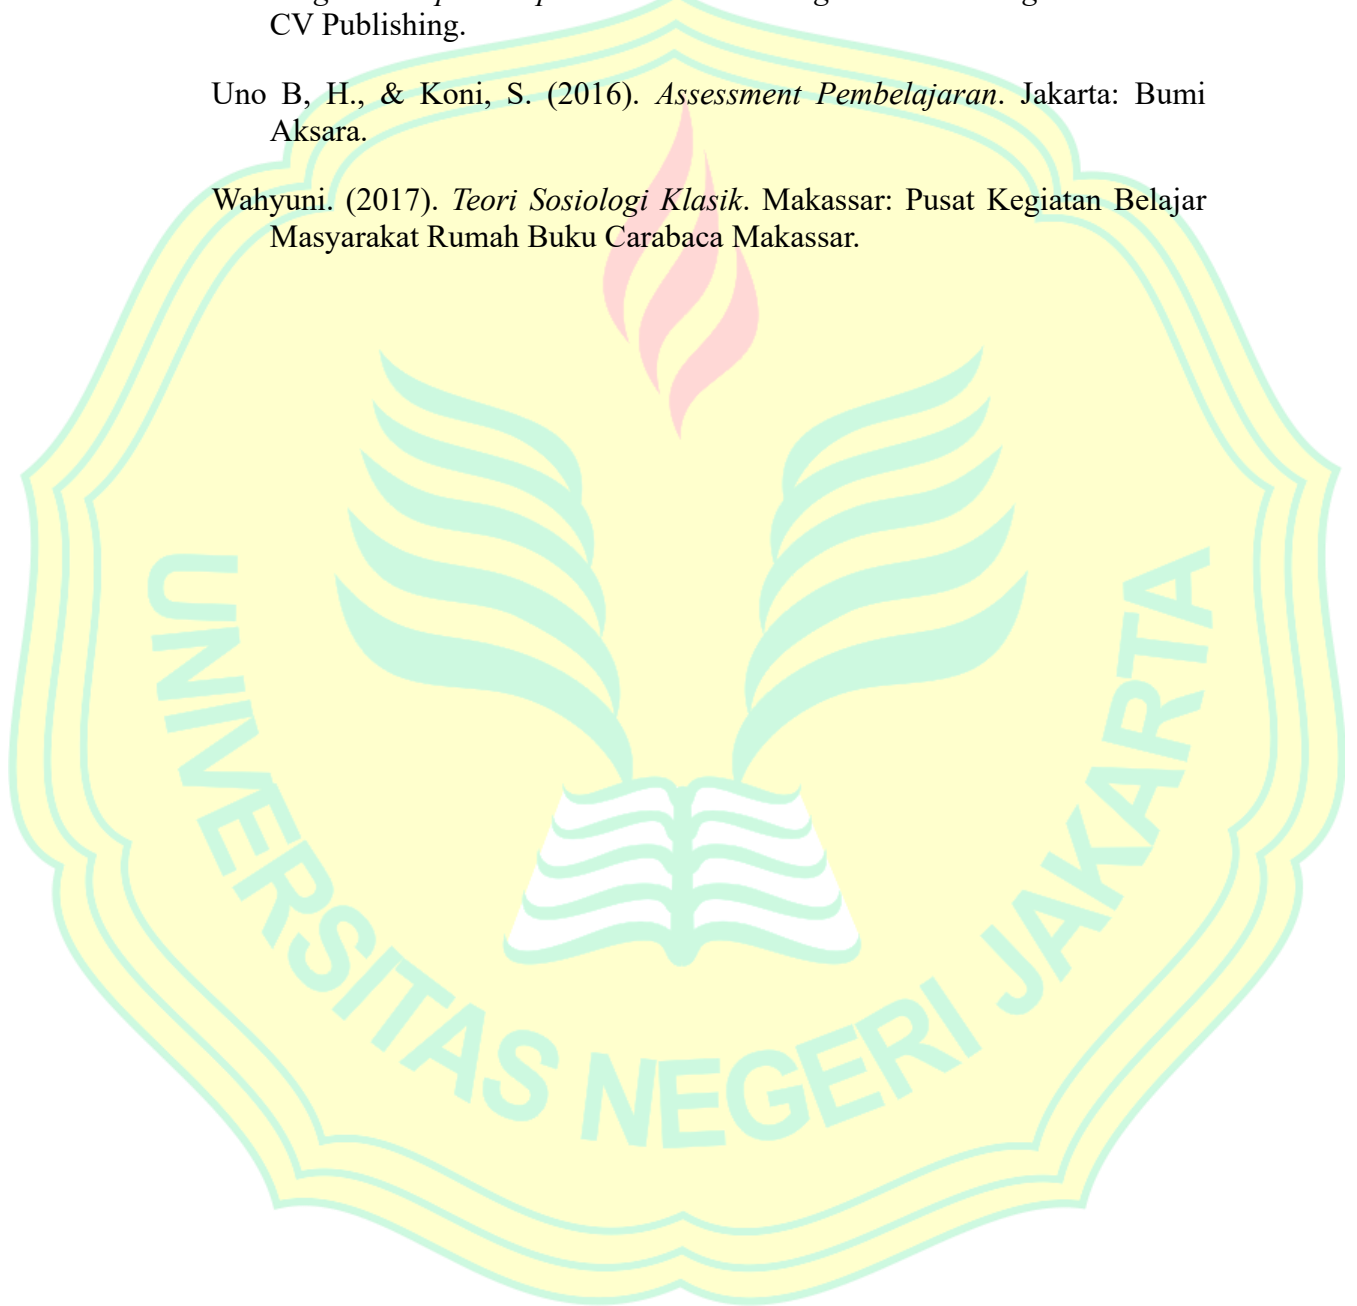 CV Publishing.
Uno B, H., & Koni, S. (2016). Assessment Pembelajaran. Jakarta: Bumi
Aksara.
Wahyuni. (2017). Teori Sosiologi Klasik. Makassar: Pusat Kegiatan Belajar
Masyarakat Rumah Buku Carabaca Makassar.
UNIVERSITAS NEGERI JAKARTA